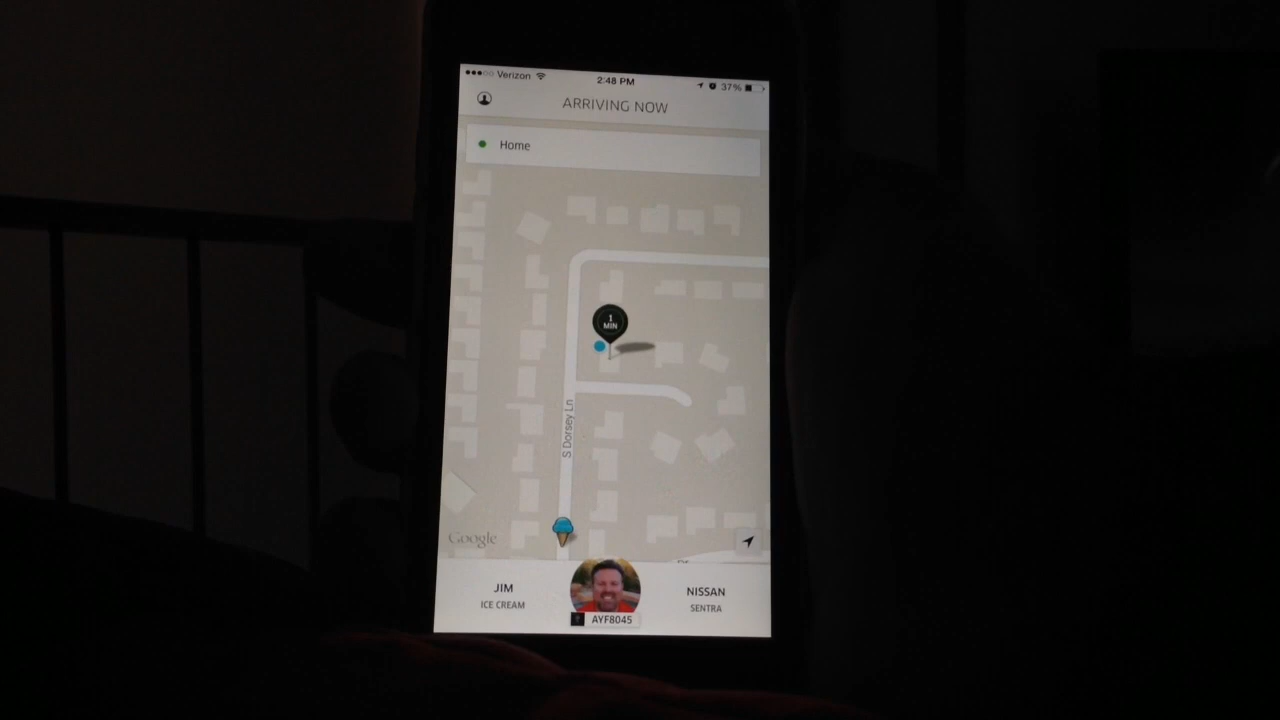 Verizon 2:48 PM 37%
ARRIVING NOW
Home
1
MIN
S Dorsey Ln
Google
JIM
ICE CREAM
NISSAN
SENTRA
AYF8045